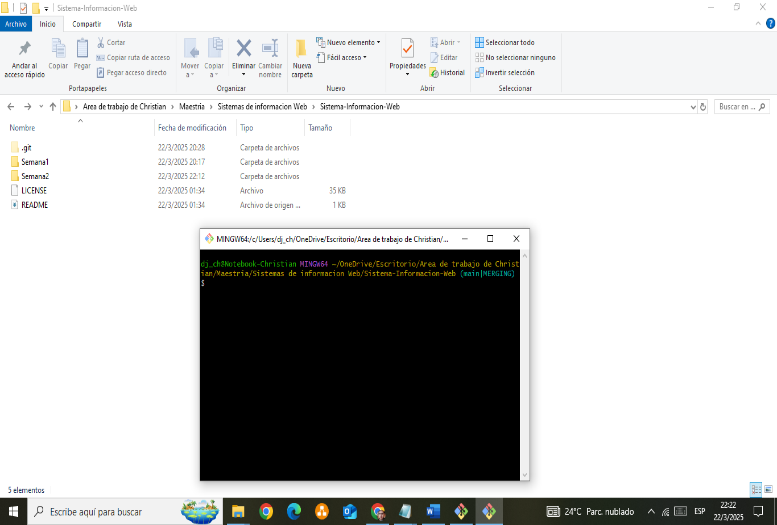 Sistema-Informacion-Web
Archivo Inicio Compartir Vista
Andar al acceso rápido
Copiar
Pegar
Cortar
Copiar ruta de acceso
Pegar acceso directo
Portapapeles
Mover a
Copiar a
Eliminar
Cambiar nombre
Organizar
Nueva carpeta
Nuevo elemento
Fácil acceso
Nuevo
Propiedades
Abrir
Editar
Historial
Abrir
Seleccionar todo
No seleccionar ninguno
Invertir selección
Seleccionar
Area de trabajo de Christian > Maestria > Sistemas de informacion Web > Sistema-Informacion-Web
Buscar en ...
Nombre Fecha de modificación Tipo Tamaño
.git 22/3/2025 20:28 Carpeta de archivos
Semana1 22/3/2025 20:17 Carpeta de archivos
Semana2 22/3/2025 22:12 Carpeta de archivos
LICENSE 22/3/2025 01:34 Archivo 35 KB
README 22/3/2025 01:34 Archivo de origen ... 1 KB
MINGW64:/c/Users/dj_ch/OneDrive/Escritorio/Area de trabajo de Christian/...
dj_ch@Notebook-Christian MINGW64 ~/OneDrive/Escritorio/Area de trabajo de Christ
ian/Maestria/Sistemas de informacion Web/Sistema-Informacion-Web (main|MERGING)
$
5 elementos
Escribe aquí para buscar
24°C Parc. nublado
ESP
22:22
22/3/2025